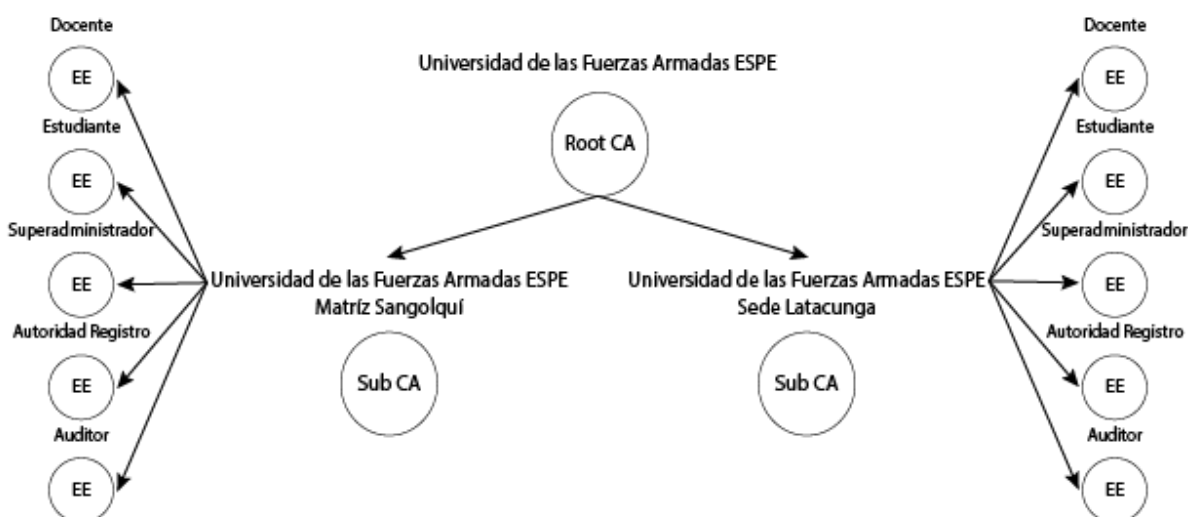 Docente
EE
Estudiante
EE
Superadministrador
EE
Autoridad Registro
EE
Auditor
EE
Universidad de las Fuerzas Armadas ESPE
Root CA
Universidad de las Fuerzas Armadas ESPE
Matríz Sangolquí
Sub CA
Universidad de las Fuerzas Armadas ESPE
Sede Latacunga
Sub CA
Docente
EE
Estudiante
EE
Superadministrador
EE
Autoridad Registro
EE
Auditor
EE